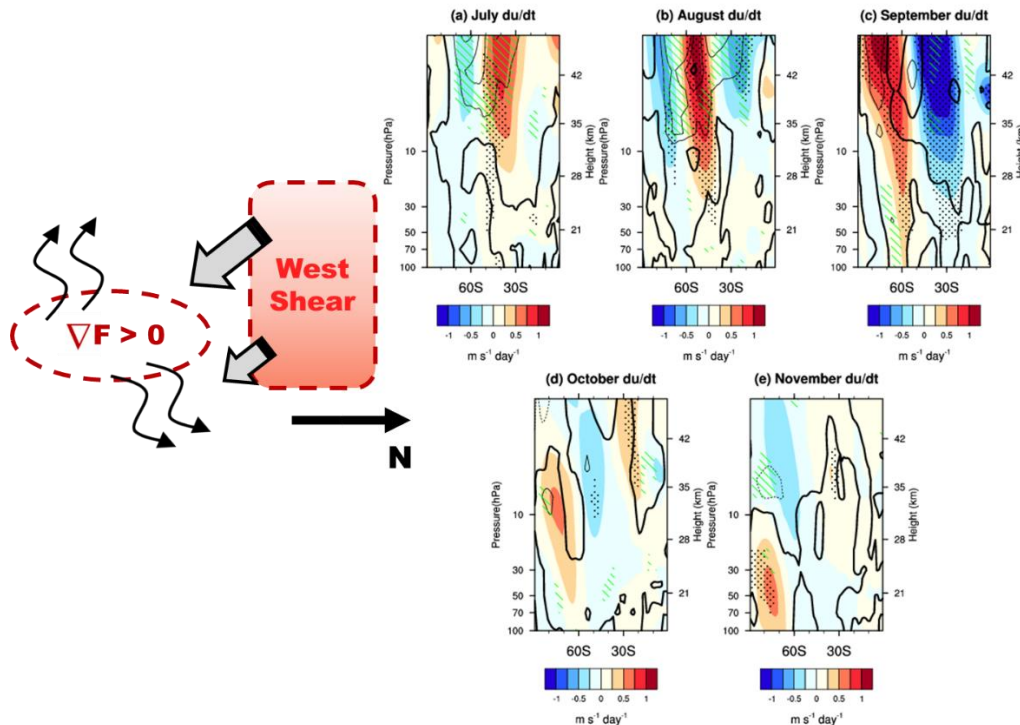 (a) July du/dt
(b) August du/dt
(c) September du/dt
Pressure(hPa)
10
30
50
70
100
42
35
28
21
Height (km)
60S 30S
-1 -0.5 0 0.5 1
m s⁻¹ day⁻¹
Pressure(hPa)
10
30
50
70
100
42
35
28
21
Height (km)
60S 30S
-1 -0.5 0 0.5 1
m s⁻¹ day⁻¹
Pressure(hPa)
10
30
50
70
100
42
35
28
21
Height (km)
60S 30S
-1 -0.5 0 0.5 1
m s⁻¹ day⁻¹
West
Shear
∇F > 0
N
(d) October du/dt
(e) November du/dt
Pressure(hPa)
10
30
50
70
100
42
35
28
21
Height (km)
60S 30S
-1 -0.5 0 0.5 1
m s⁻¹ day⁻¹
Pressure(hPa)
10
30
50
70
100
42
35
28
21
Height (km)
60S 30S
-1 -0.5 0 0.5 1
m s⁻¹ day⁻¹